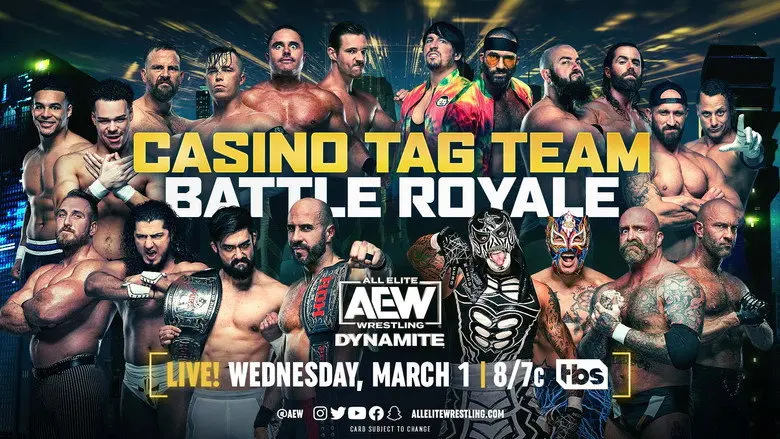 CASINO TAG TEAM
BATTLE ROYALE
ALL ELITE
AEW
WRESTLING
DYNAMITE
LIVE! WEDNESDAY, MARCH 1 | 8/7c tbs
@AEW ALLELITEWRESTLING.COM
CARD SUBJECT TO CHANGE